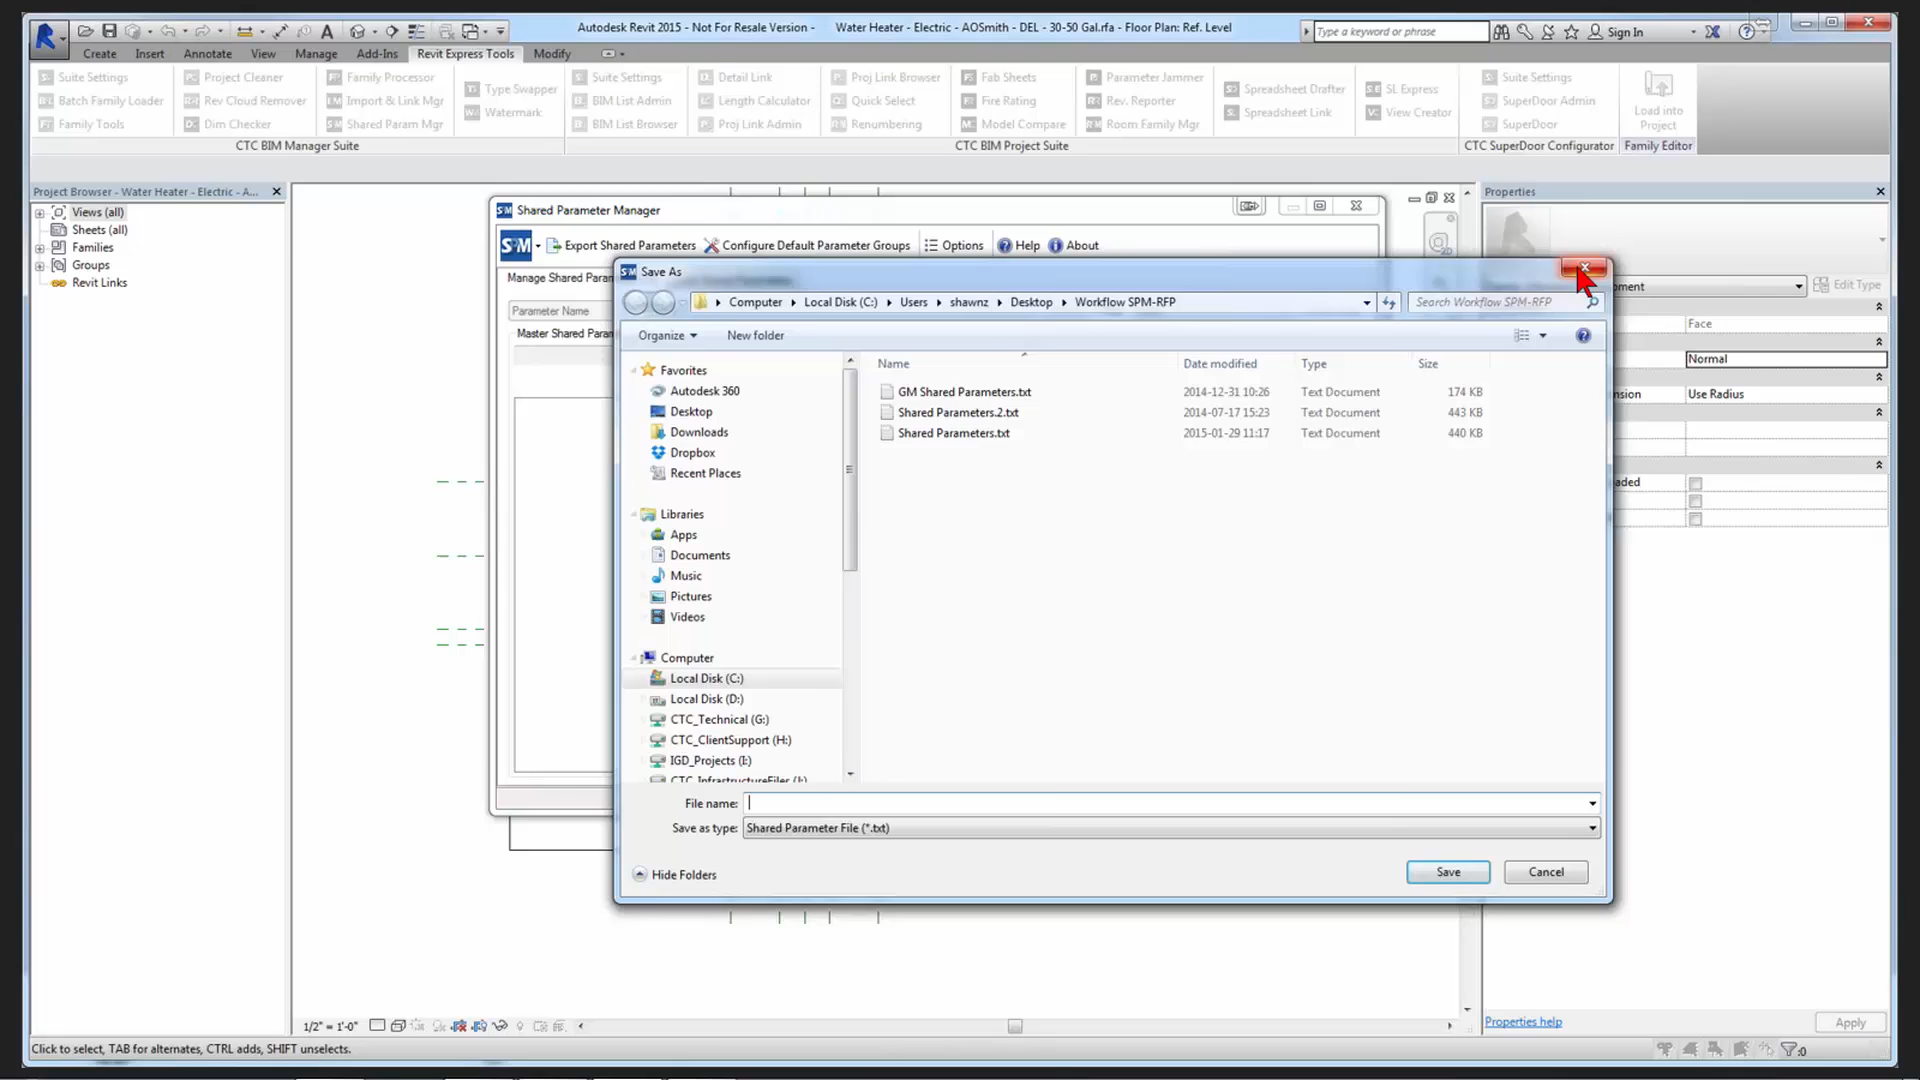 Autodesk Revit 2015 - Not For Resale Version -    Water Heater - Electric - AOSmith - DEL - 30-50 Gal.rfa - Floor Plan: Ref. Level
Type a keyword or phrase
Sign In
Create Insert Annotate View Manage Add-Ins Revit Express Tools Modify
Suite Settings Project Cleaner Family Processor Type Swapper Suite Settings Detail Link Proj Link Browser Fab Sheets Parameter Jammer Spreadsheet Drafter SL Express Suite Settings
Batch Family Loader Rev Cloud Remover Import & Link Mgr Watermark BIM List Admin Length Calculator Quick Select Fire Rating Rev. Reporter Spreadsheet Link View Creator SuperDoor Admin Load into Project
Family Tools Dim Checker Shared Param Mgr BIM List Browser Proj Link Admin Renumbering Model Compare Room Family Mgr SuperDoor
CTC BIM Manager Suite CTC BIM Project Suite CTC SuperDoor Configurator Family Editor
Project Browser - Water Heater - Electric - A...
Views (all)
Sheets (all)
Families
Groups
Revit Links
SPM Shared Parameter Manager
SPM Export Shared Parameters Configure Default Parameter Groups Options Help About
Manage Shared Para
Parameter Name
Master Shared Param
Save As
Computer Local Disk (C:) Users shawnz Desktop Workflow SPM-RFP
Search Workflow SPM-RFP
Organize New folder
Favorites
Autodesk 360
Desktop
Downloads
Dropbox
Recent Places
Libraries
Apps
Documents
Music
Pictures
Videos
Computer
Local Disk (C:)
Local Disk (D:)
CTC_Technical (G:)
CTC_ClientSupport (H:)
IGD_Projects (I:)
Name Date modified Type Size
GM Shared Parameters.txt 2014-12-31 10:26 Text Document 174 KB
Shared Parameters.2.txt 2014-07-17 15:23 Text Document 443 KB
Shared Parameters.txt 2015-01-29 11:17 Text Document 440 KB
File name:
Save as type: Shared Parameter File (*.txt)
Hide Folders
Save Cancel
Properties
ment
Edit Type
Face
Normal
nsion Use Radius
aded
Properties help
Apply
1/2" = 1'-0"
Click to select, TAB for alternates, CTRL adds, SHIFT unselects.
:0